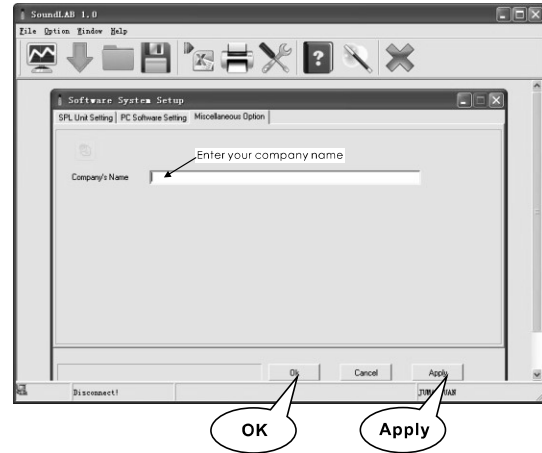 SoundLAB 1.0
File Option Window Help
Software System Setup
SPL Unit Setting PC Software Setting Miscellaneous Option
Enter your company name
Company's Name
Ok Cancel Apply
Disconnect!
OK Apply